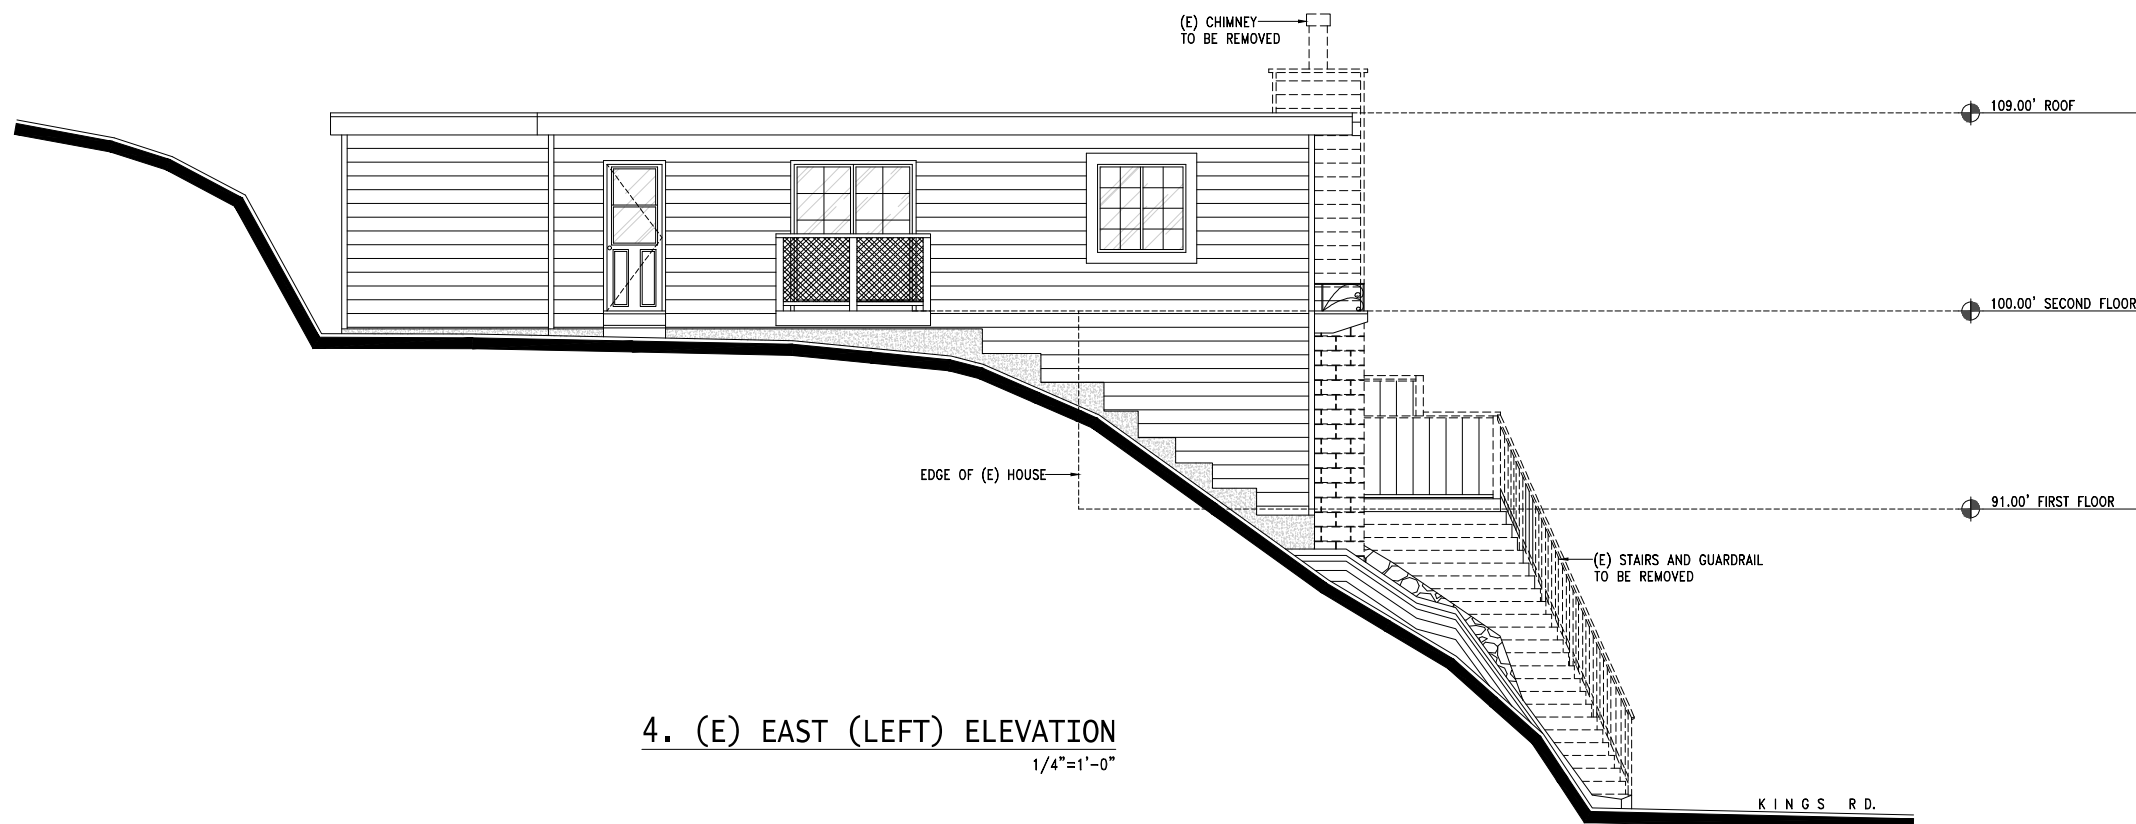 (E) CHIMNEY
TO BE REMOVED
109.00' ROOF
100.00' SECOND FLOOR
EDGE OF (E) HOUSE
91.00' FIRST FLOOR
(E) STAIRS AND GUARDRAIL
TO BE REMOVED
4. (E) EAST (LEFT) ELEVATION
1/4"=1'-0"
KINGS RD.